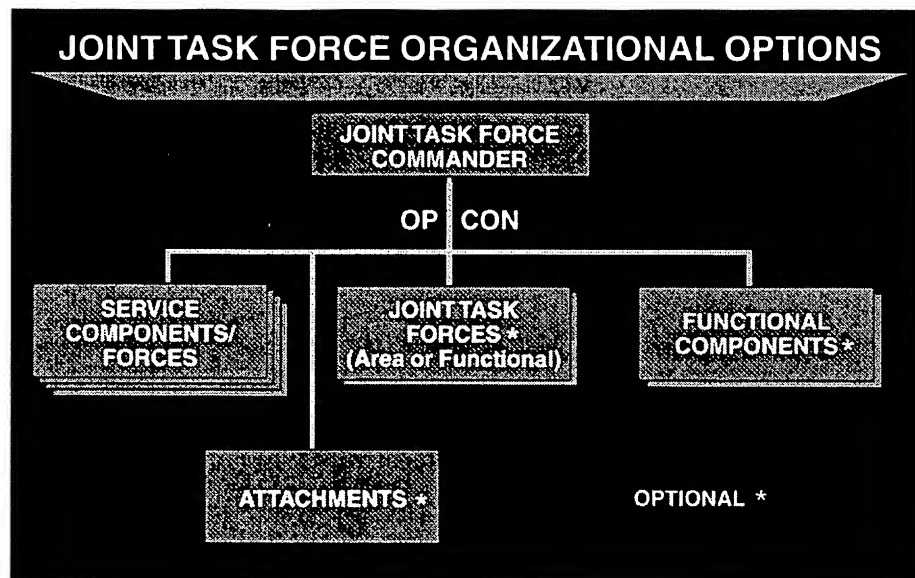 JOINT TASK FORCE ORGANIZATIONAL OPTIONS
JOINT TASK FORCE
COMMANDER
OP CON
SERVICE
COMPONENTS/
FORCES
JOINT TASK
FORCES *
(Area or Functional)
FUNCTIONAL
COMPONENTS *
ATTACHMENTS *
OPTIONAL *